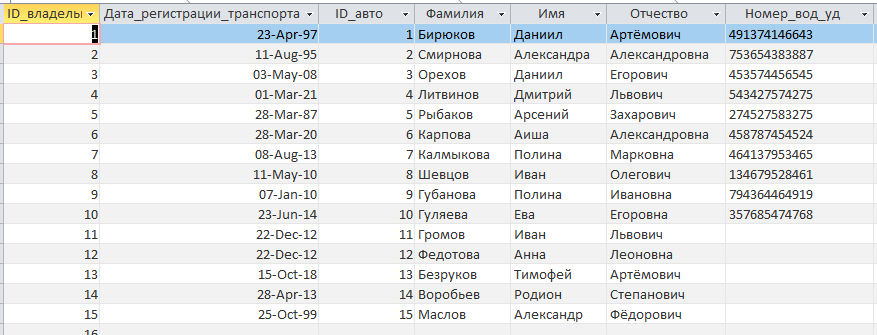 ID_владель Дата_регистрации_транспорта ID_авто Фамилия Имя Отчество Номер_вод_уд
1 23-Apr-97 1 Бирюков Даниил Артёмович 491374146643
2 11-Aug-95 2 Смирнова Александра Александровна 753654383887
3 03-May-08 3 Орехов Даниил Егорович 453574456545
4 01-Mar-21 4 Литвинов Дмитрий Львович 543427574275
5 28-Mar-87 5 Рыбаков Арсений Захарович 274527583275
6 28-Mar-20 6 Карпова Аиша Александровна 458787454524
7 08-Aug-13 7 Калмыкова Полина Марковна 464137953465
8 11-May-10 8 Шевцов Иван Олегович 134679528461
9 07-Jan-10 9 Губанова Полина Ивановна 794364464919
10 23-Jun-14 10 Гуляева Ева Егоровна 357685474768
11 22-Dec-12 11 Громов Иван Львович
12 22-Dec-12 12 Федотова Анна Леоновна
13 15-Oct-18 13 Безруков Тимофей Артёмович
14 28-Apr-13 14 Воробьев Родион Степанович
15 25-Oct-99 15 Маслов Александр Фёдорович
16